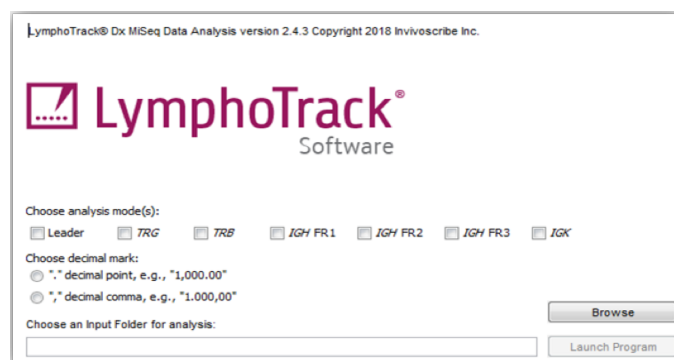 LymphoTrack® Dx MiSeq Data Analysis version 2.4.3 Copyright 2018 Invivoscribe Inc.
LymphoTrack®
Software
Choose analysis mode(s):
Leader TRG TRB IGH FR1 IGH FR2 IGH FR3 IGK
Choose decimal mark:
"." decimal point, e.g., "1,000.00"
"," decimal comma, e.g., "1.000,00"
Browse
Choose an Input Folder for analysis:
Launch Program